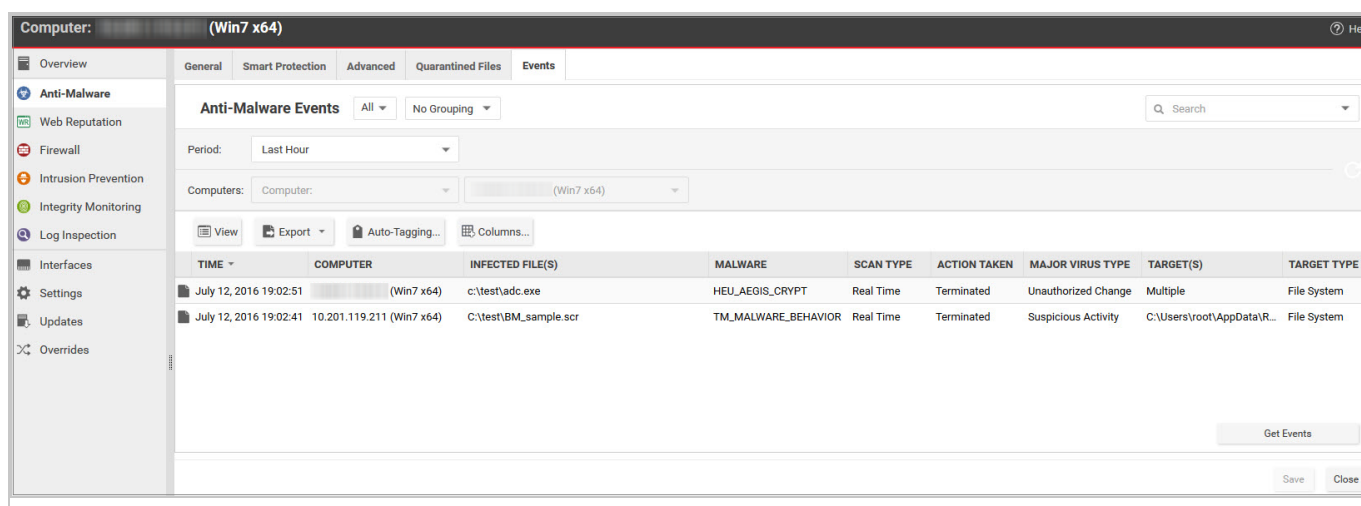 Computer: (Win7 x64) He
Overview
Anti-Malware
WR Web Reputation
Firewall
Intrusion Prevention
Integrity Monitoring
Log Inspection
Interfaces
Settings
Updates
Overrides
General Smart Protection Advanced Quarantined Files Events
Anti-Malware Events All No Grouping Search
Period: Last Hour
Computers: Computer: (Win7 x64)
View Export Auto-Tagging... Columns...
TIME COMPUTER INFECTED FILE(S) MALWARE SCAN TYPE ACTION TAKEN MAJOR VIRUS TYPE TARGET(S) TARGET TYPE
July 12, 2016 19:02:51 (Win7 x64) c:\test\adc.exe HEU_AEGIS_CRYPT Real Time Terminated Unauthorized Change Multiple File System
July 12, 2016 19:02:41 10.201.119.211 (Win7 x64) C:\test\BM_sample.scr TM_MALWARE_BEHAVIOR Real Time Terminated Suspicious Activity C:\Users\root\AppData\R... File System
Get Events
Save Close